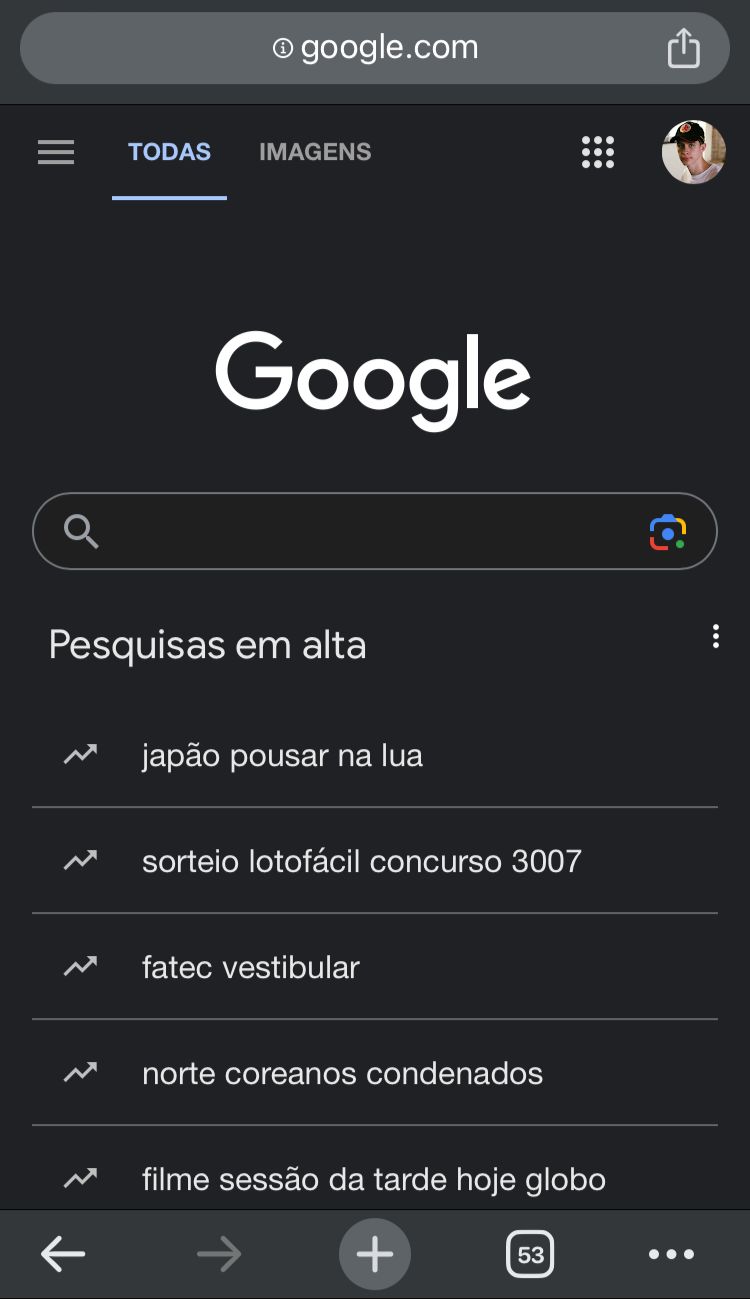 google.com
TODAS IMAGENS
Google
Pesquisas em alta
japão pousar na lua
sorteio lotofácil concurso 3007
fatec vestibular
norte coreanos condenados
filme sessão da tarde hoje globo
53